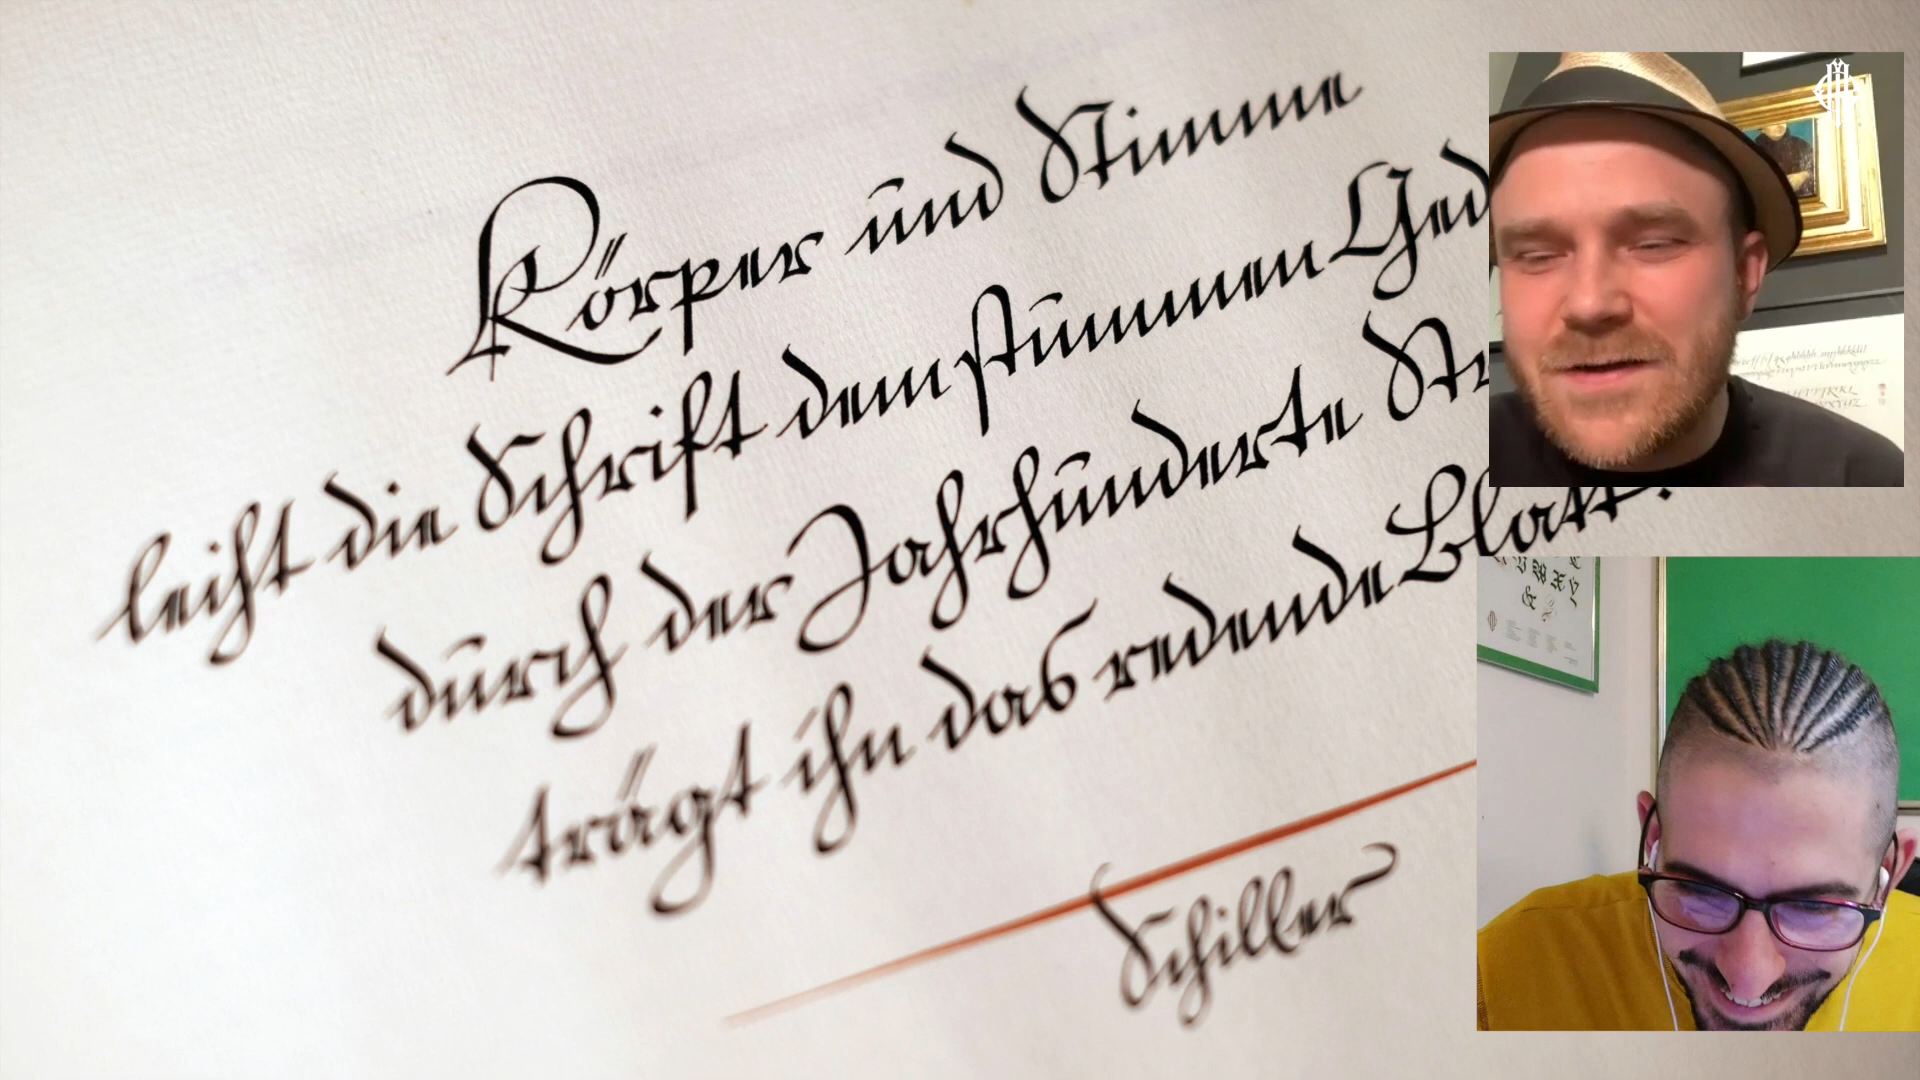 Körper und Stimme
leiht die Schrift dem stummen
durch der Jahrhunderte
trägt ihn das redende Blatt.
Schiller